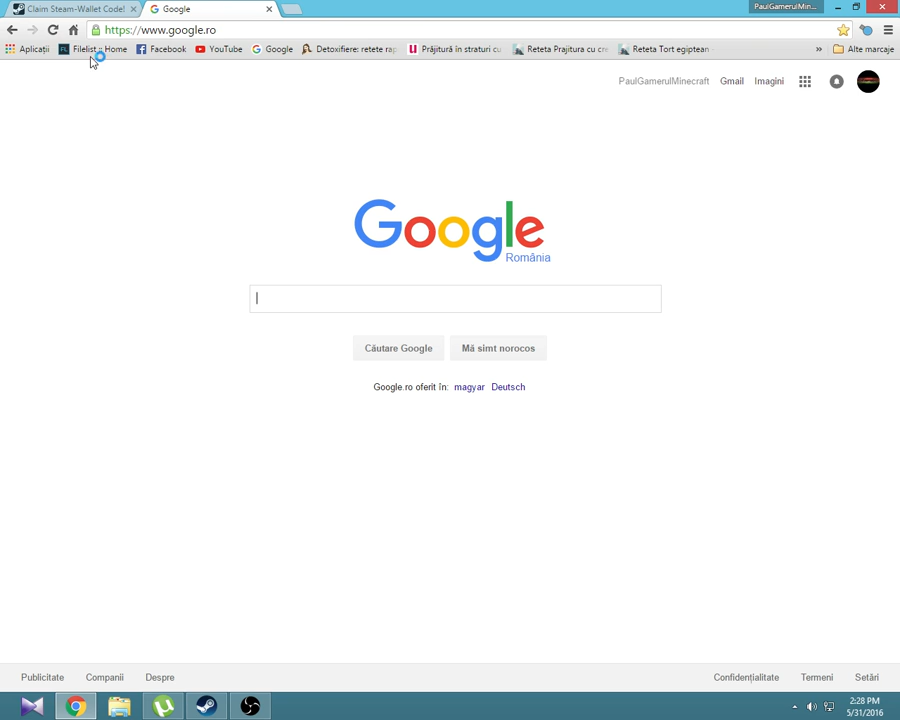 Claim Steam-Wallet Code!
Google
PaulGamerulMin...
https://www.google.ro
Aplicații
Filelist :: Home
Facebook
YouTube
Google
Detoxifiere: retete rap
Prăjitură în straturi cu
Reteta Prajitura cu cre
Reteta Tort egiptean -
»
Alte marcaje
PaulGamerulMinecraft
Gmail
Imagini
Google
România
Căutare Google
Mă simt norocos
Google.ro oferit în: magyar Deutsch
Publicitate
Companii
Despre
Confidențialitate
Termeni
Setări
2:28 PM
5/31/2016